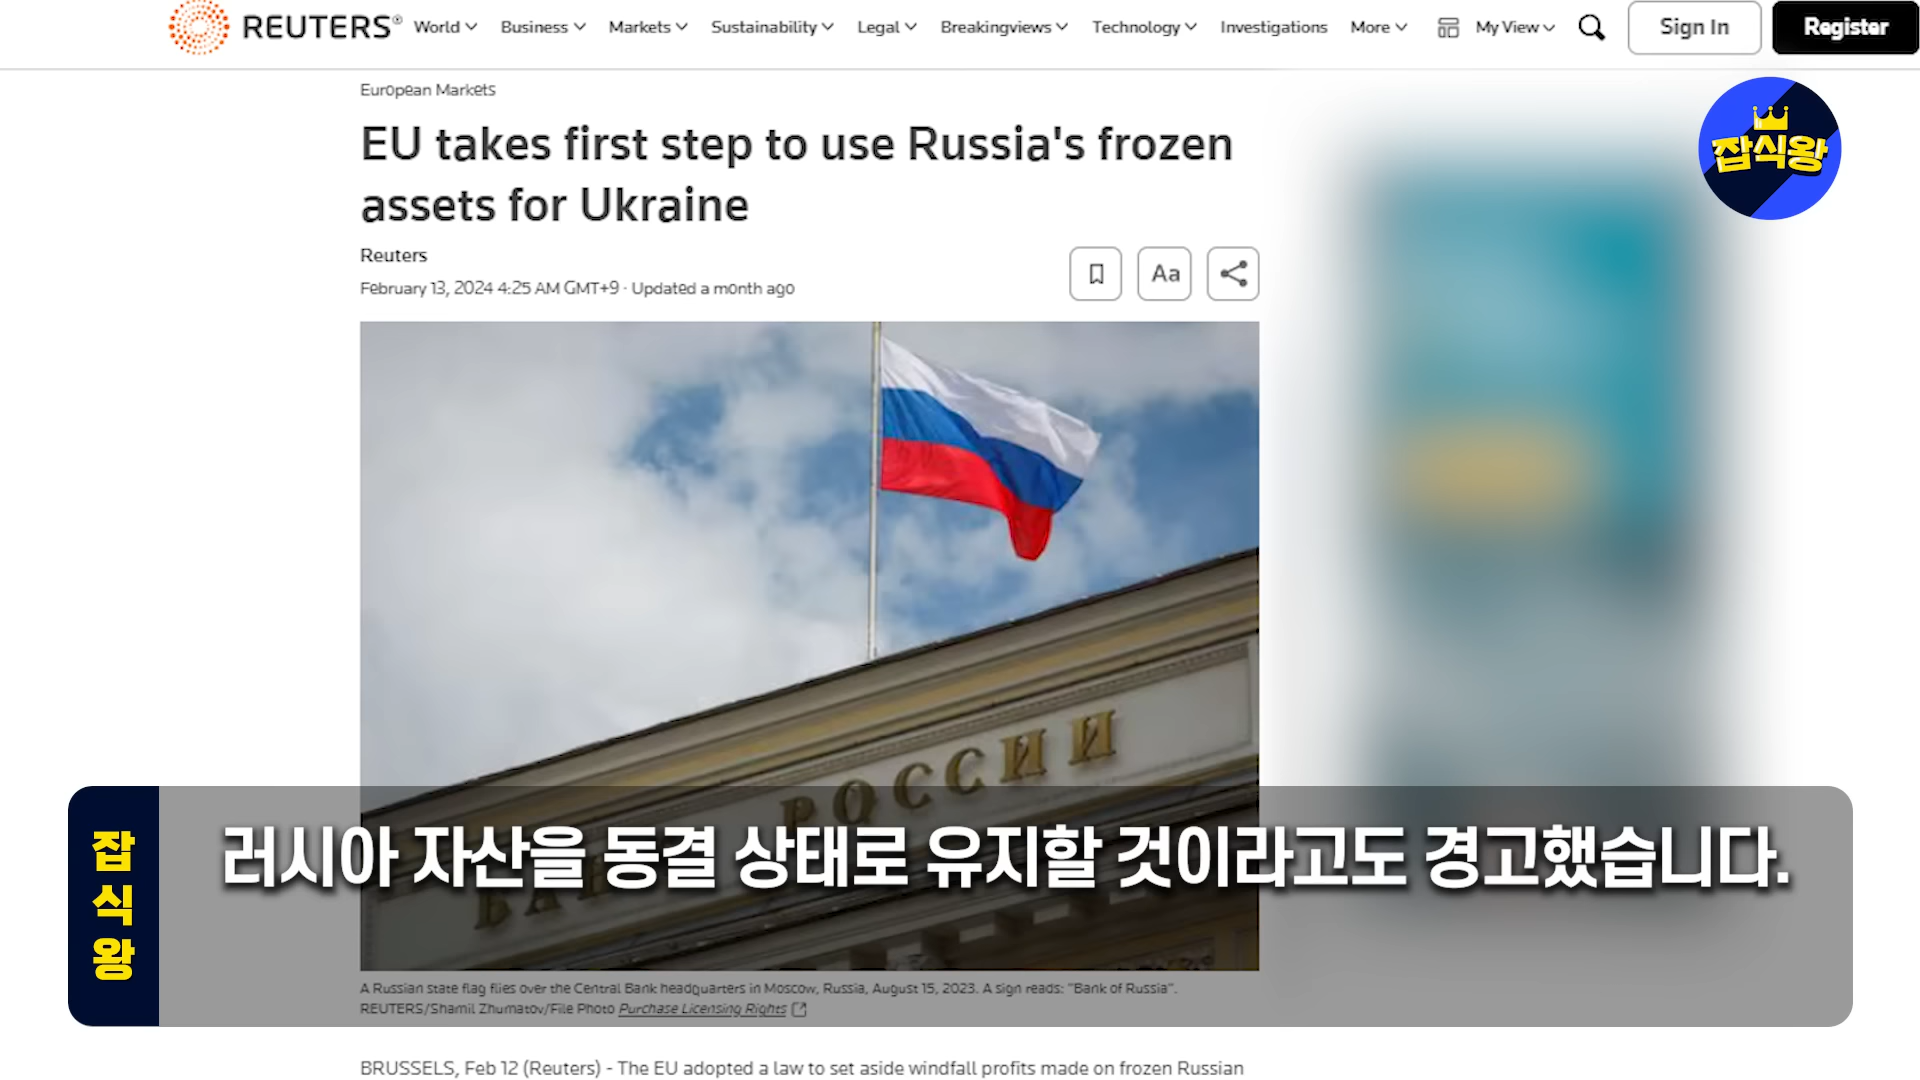 REUTERS®
World Business Markets Sustainability Legal Breakingviews Technology Investigations More My View Sign In Register
European Markets
잡식왕
EU takes first step to use Russia's frozen
assets for Ukraine
Reuters
February 13, 2024 4:25 AM GMT+9 · Updated a month ago
Aa
РОССИИ
러시아 자산을 동결 상태로 유지할 것이라고도 경고했습니다.
잡
식
왕
A Russian state flag flies over the Central Bank headquarters in Moscow, Russia, August 15, 2023. A sign reads: "Bank of Russia".
REUTERS/Shamil Zhumatov/File Photo Purchase Licensing Rights
BRUSSELS, Feb 12 (Reuters) - The EU adopted a law to set aside windfall profits made on frozen Russian